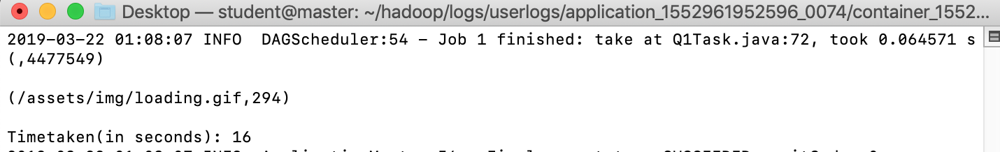 Desktop — student@master: ~/hadoop/logs/userlogs/application_1552961952596_0074/container_1552...
2019-03-22 01:08:07 INFO  DAGScheduler:54 - Job 1 finished: take at Q1Task.java:72, took 0.064571 s
(,4477549)
(/assets/img/loading.gif,294)
Timetaken(in seconds): 16